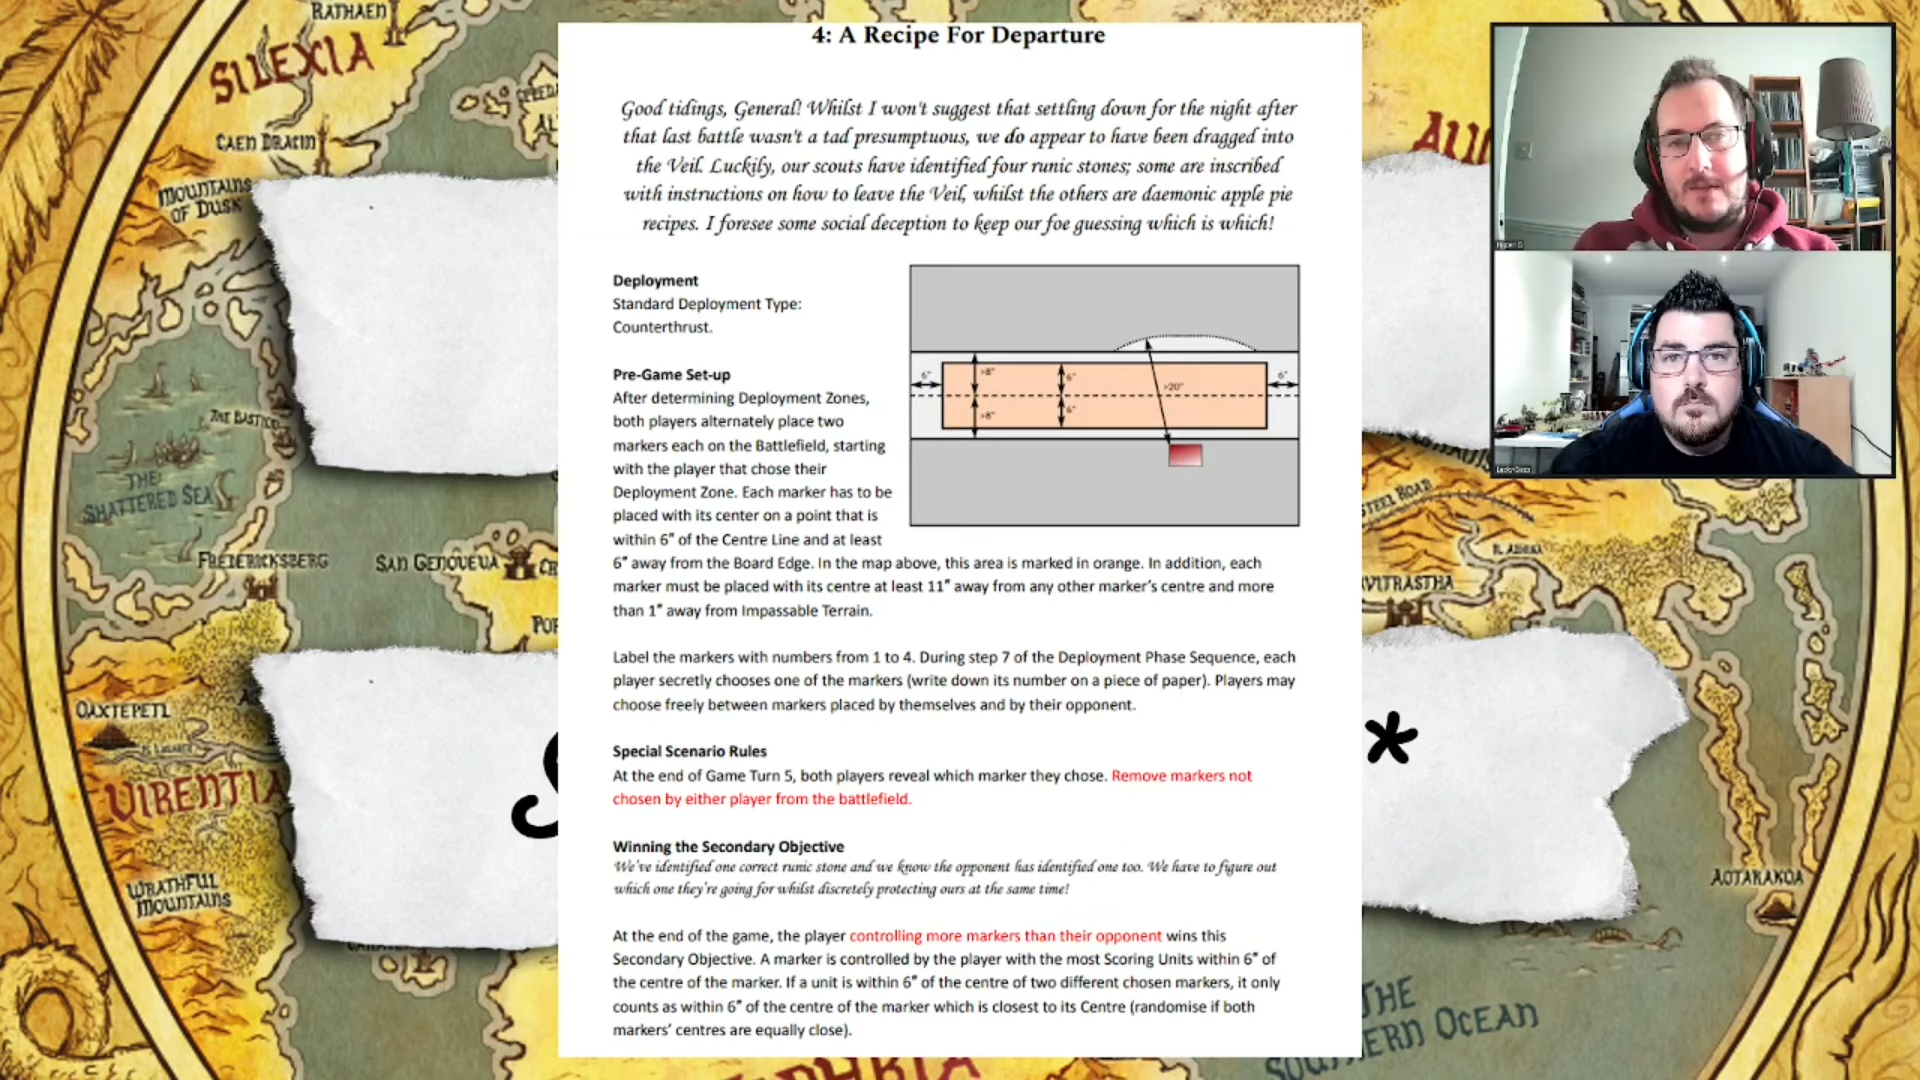 4: A Recipe For Departure
Good tidings, General! Whilst I won't suggest that settling down for the night after
that last battle wasn't a tad presumptuous, we do appear to have been dragged into
the Veil. Luckily, our scouts have identified four runic stones; some are inscribed
with instructions on how to leave the Veil, whilst the others are daemonic apple pie
recipes. I foresee some social deception to keep our foe guessing which is which!
Deployment
Standard Deployment Type:
Counterthrust.
Pre-Game Set-up
After determining Deployment Zones,
both players alternately place two
markers each on the Battlefield, starting
with the player that chose their
Deployment Zone. Each marker has to be
placed with its center on a point that is
within 6" of the Centre Line and at least
6" away from the Board Edge. In the map above, this area is marked in orange. In addition, each
marker must be placed with its centre at least 11" away from any other marker's centre and more
than 1" away from Impassable Terrain.
6"
>8"
6"
>20"
6"
>8"
6"
Label the markers with numbers from 1 to 4. During step 7 of the Deployment Phase Sequence, each
player secretly chooses one of the markers (write down its number on a piece of paper). Players may
choose freely between markers placed by themselves and by their opponent.
Special Scenario Rules
At the end of Game Turn 5, both players reveal which marker they chose. Remove markers not
chosen by either player from the battlefield.
Winning the Secondary Objective
We've identified one correct runic stone and we know the opponent has identified one too. We have to figure out
which one they're going for whilst discretely protecting ours at the same time!
At the end of the game, the player controlling more markers than their opponent wins this
Secondary Objective. A marker is controlled by the player with the most Scoring Units within 6" of
the centre of the marker. If a unit is within 6" of the centre of two different chosen markers, it only
counts as within 6" of the centre of the marker which is closest to its Centre (randomise if both
markers' centres are equally close).
RATHAEN
SILEXIA
CAEN DRACIN
MOUNTAINS
OF DUSK
THE BASTION
THE
SHATTERED SEA
FREDERICKSBERG
SAN GENOVEVA
OAXTEPETL
VIRENTIA
WRATHFUL
MOUNTAINS
STEEL ROAD
AVITRASTHA
AOTARAKOA
THE
SOUTHERN OCEAN
*